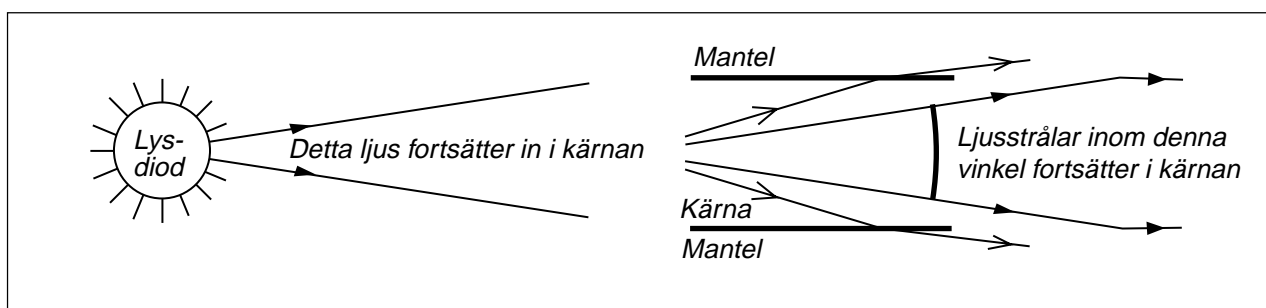 Lys-
diod
Detta ljus fortsätter in i kärnan
Mantel
Ljusstrålar inom denna
vinkel fortsätter i kärnan
Kärna
Mantel